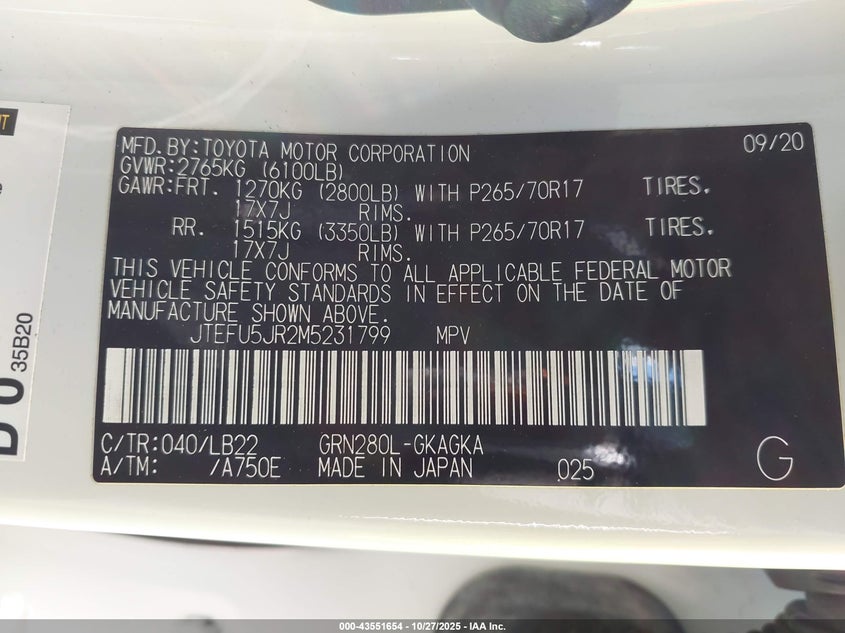 MFD.BY:TOYOTA MOTOR CORPORATION 09/20
GVWR:2765KG (6100LB)
GAWR:FRT. 1270KG (2800LB) WITH P265/70R17 TIRES.
17X7J RIMS.
RR. 1515KG (3350LB) WITH P265/70R17 TIRES.
17X7J RIMS.
THIS VEHICLE CONFORMS TO ALL APPLICABLE FEDERAL MOTOR
VEHICLE SAFETY STANDARDS IN EFFECT ON THE DATE OF
MANUFACTURE SHOWN ABOVE.
JTEFU5JR2M5231799 MPV
C/TR:040/LB22 GRN280L-GKAGKA
A/TM: /A750E MADE IN JAPAN 025 G
35B20
000-43551654 | 10/27/2025 | IAA Inc.